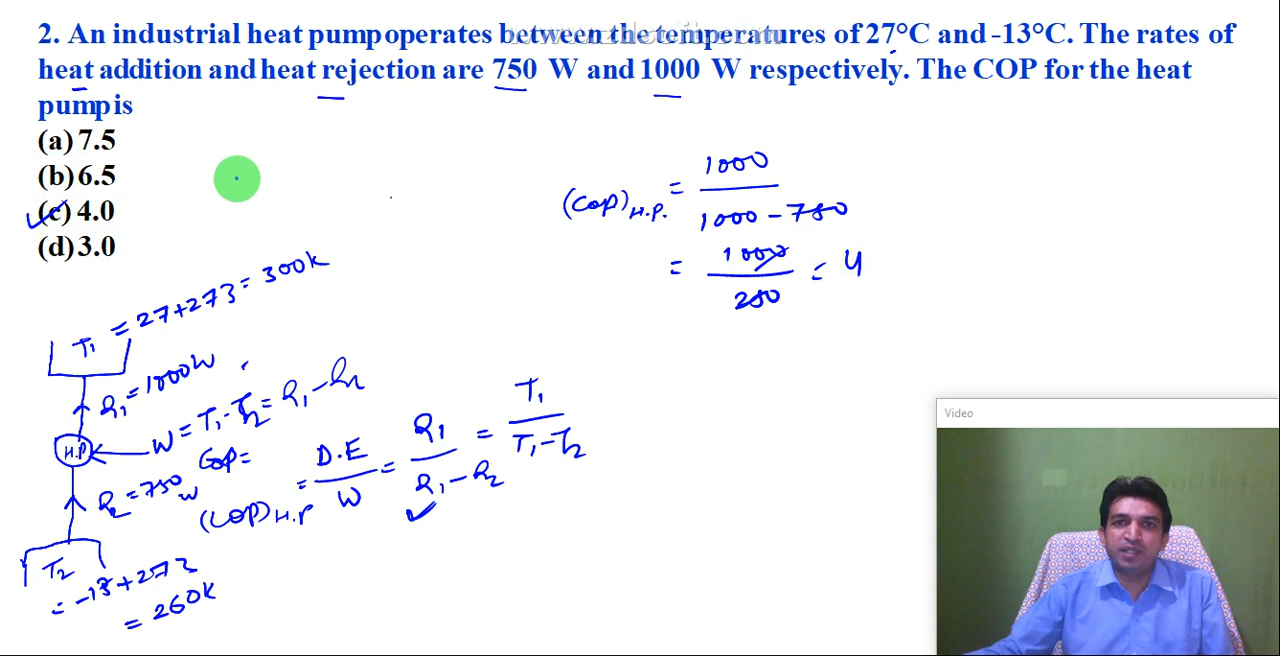 2. An industrial heat pump operates between the temperatures of 27°C and -13°C. The rates of
heat addition and heat rejection are 750 W and 1000 W respectively. The COP for the heat
pump is
(a) 7.5
(b) 6.5
(c) 4.0
(d) 3.0
(COP)H.P. = 1000 / 1000 - 750
= 1000 / 250 = 4
T1 = 27+273 = 300K
Q1 = 1000W
H.P
W = T1 - T2 = Q1 - Q2
COP =
(COP)H.P = D.E / W = Q1 / Q1 - Q2 = T1 / T1 - T2
Q2 = 750 W
T2
= -13 + 273
= 260K
Video